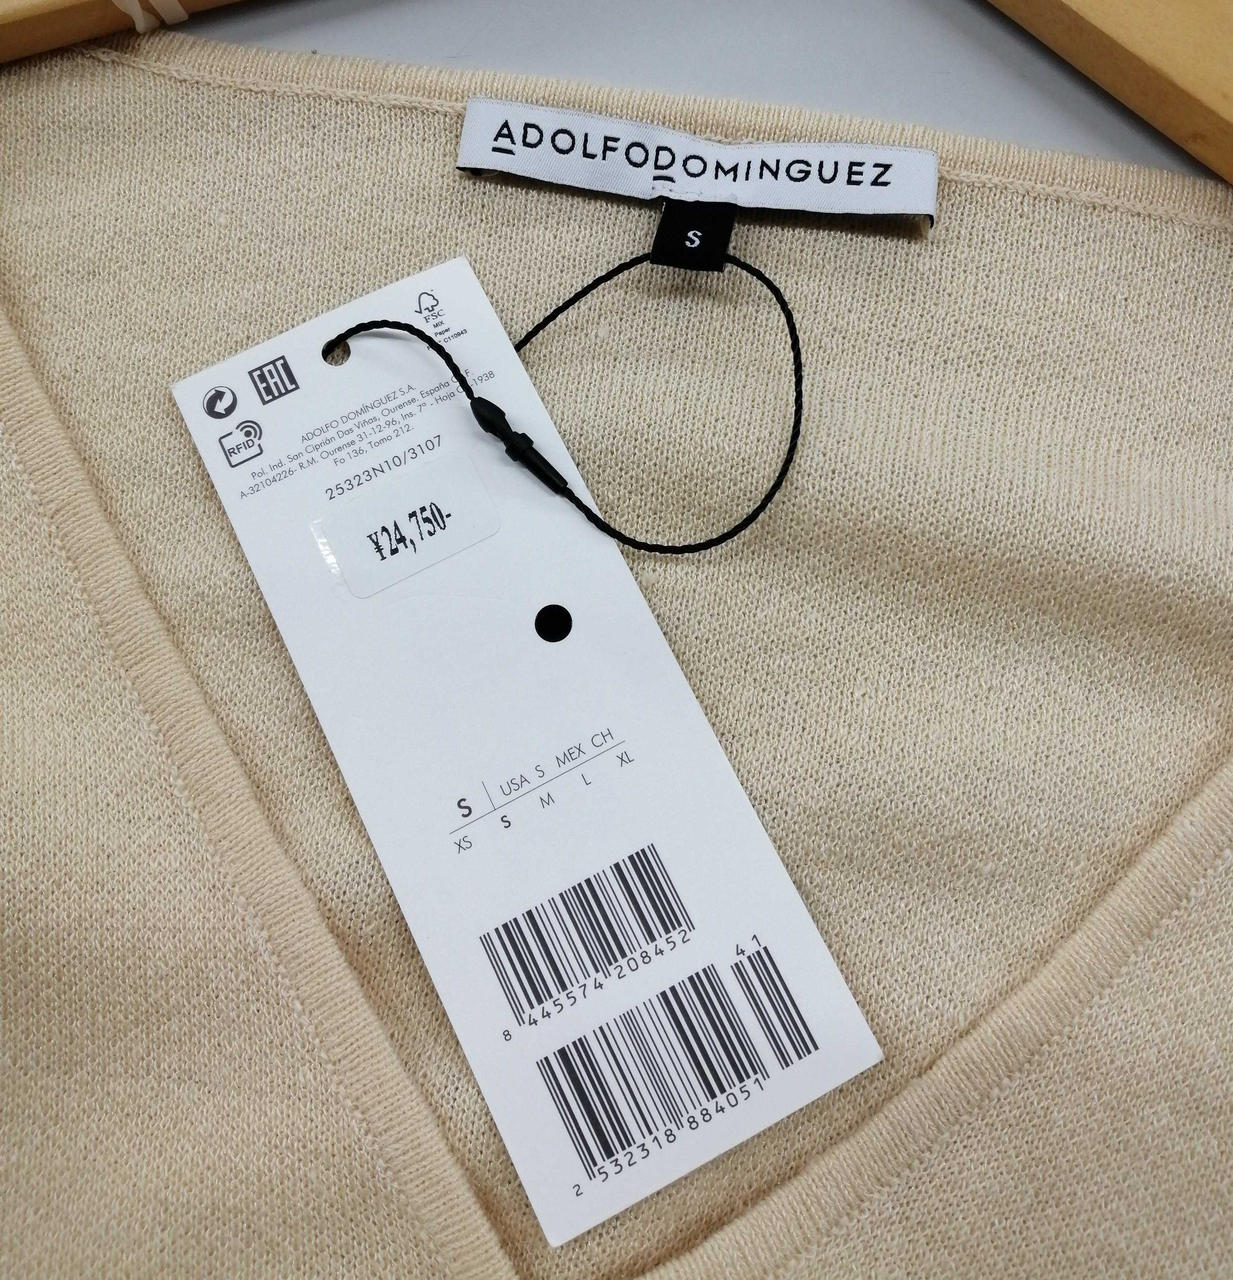 ADOLFODOMINGUEZ
S
FSC
MIX
Paper
C110943
EAC
RFID
ADOLFO DOMÍNGUEZ S.A.
Pol. Ind. San Ciprián Das Viñas, Ourense. España F.
A-32104226- R.M. Ourense 31-12-96, Ins. 7ª - Hoja 1938
Fo 136, Tomo 212.
25323N10/3107
¥24,750-
S USA S MEX CH
XS S M L XL
8 445574 208452
41
2 532318 884051